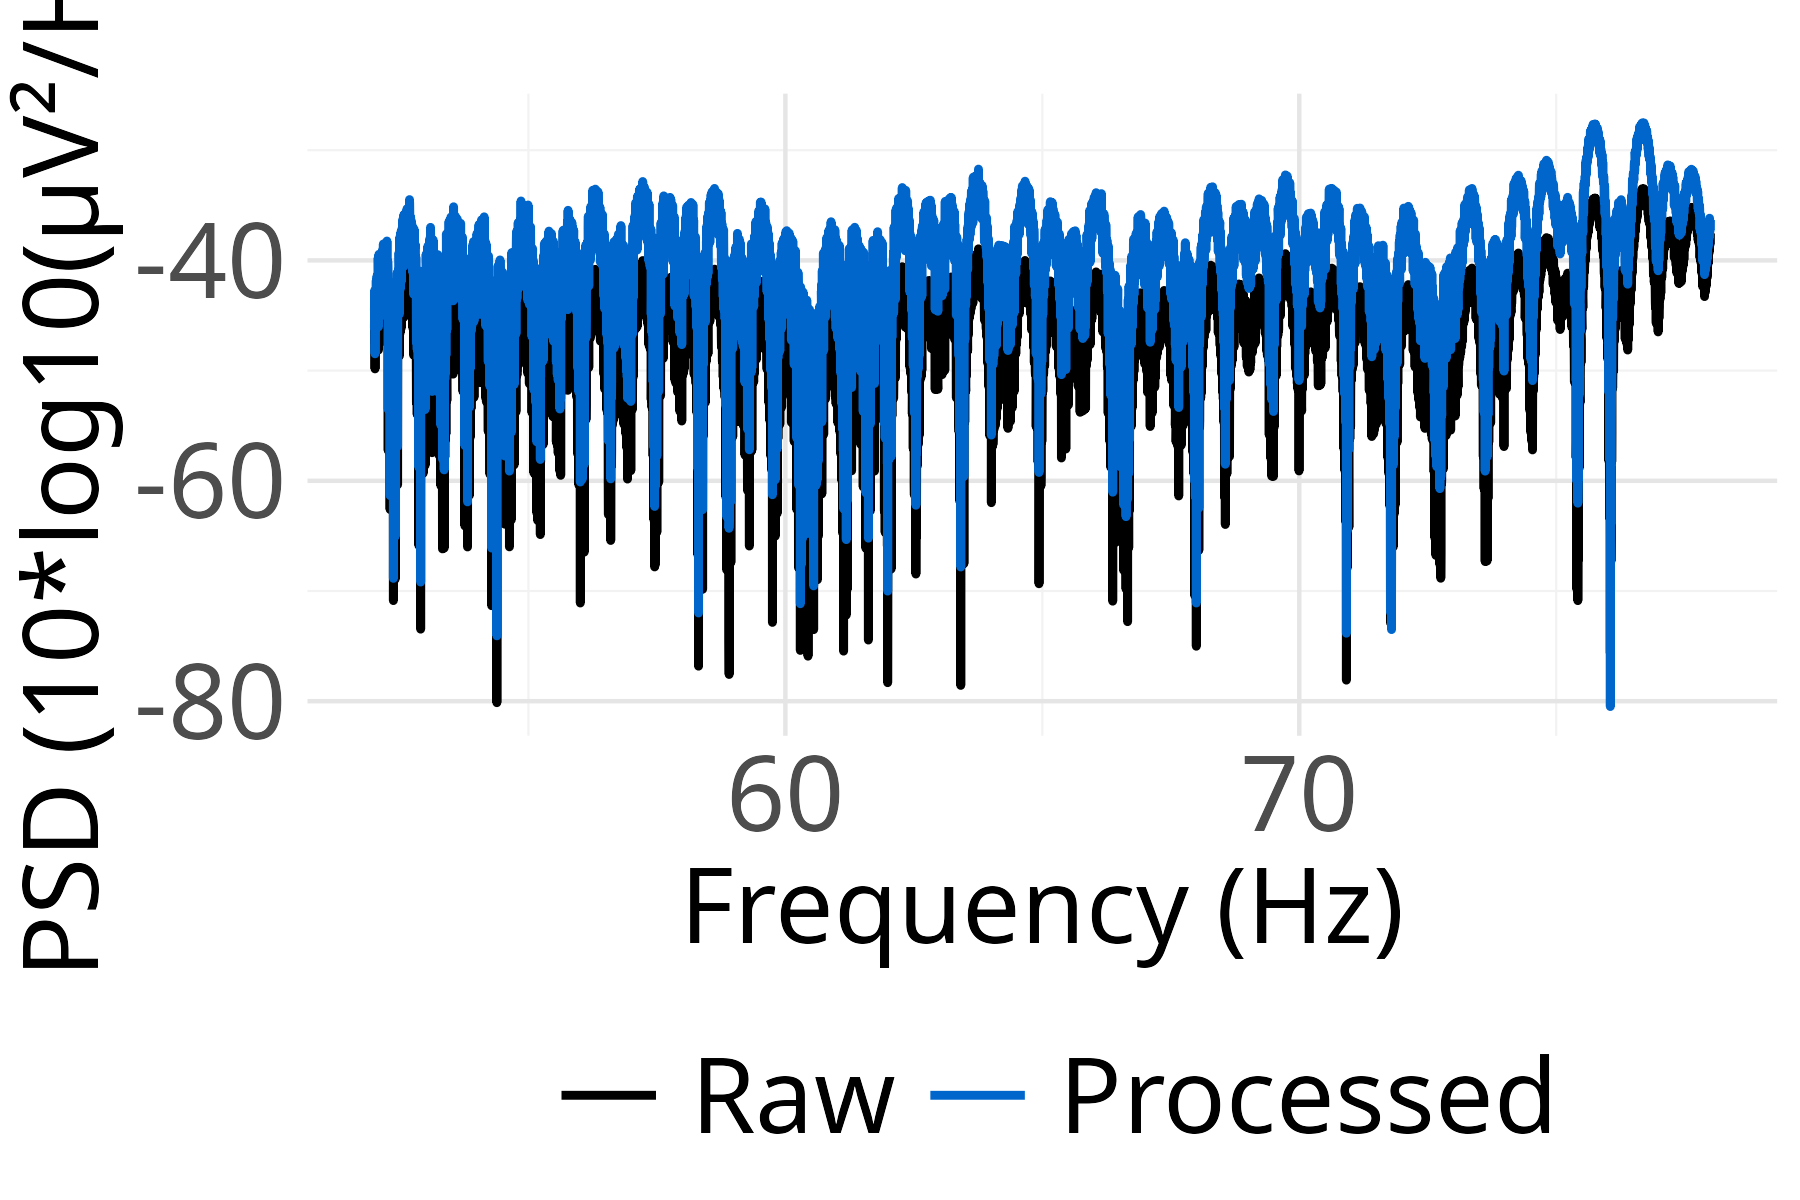 PSD (10*log10(µV²/H
-40
-60
-80
60
70
Frequency (Hz)
Raw
Processed